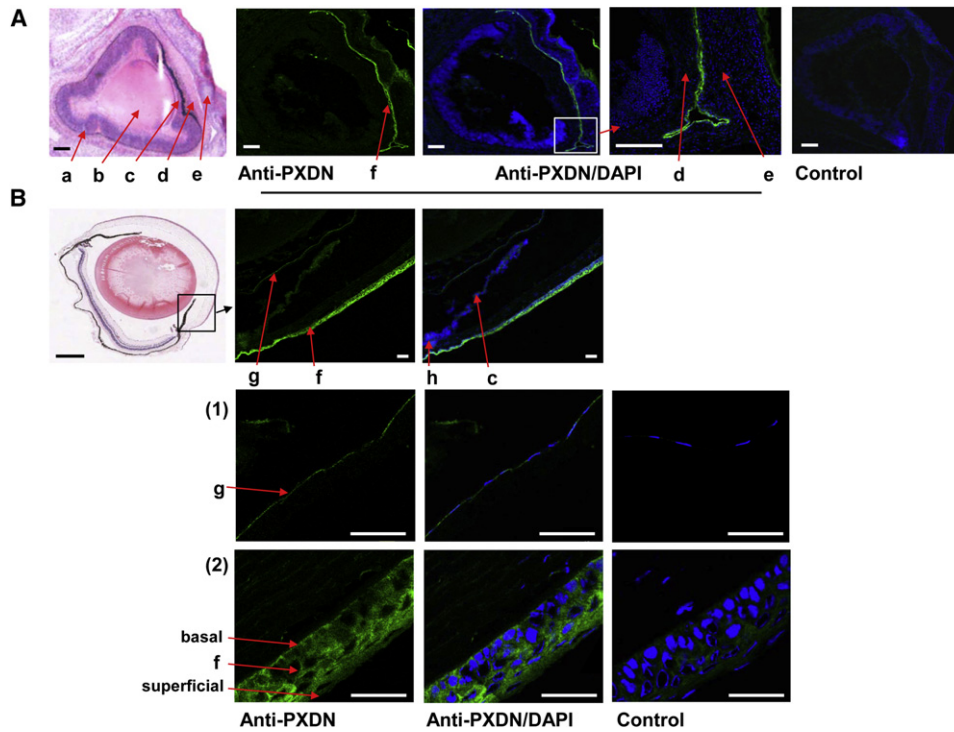 A
a b c d e
Anti-PXDN f
Anti-PXDN/DAPI d e
Control
B
g f
h c
(1)
g
(2)
basal
f
superficial
Anti-PXDN
Anti-PXDN/DAPI
Control